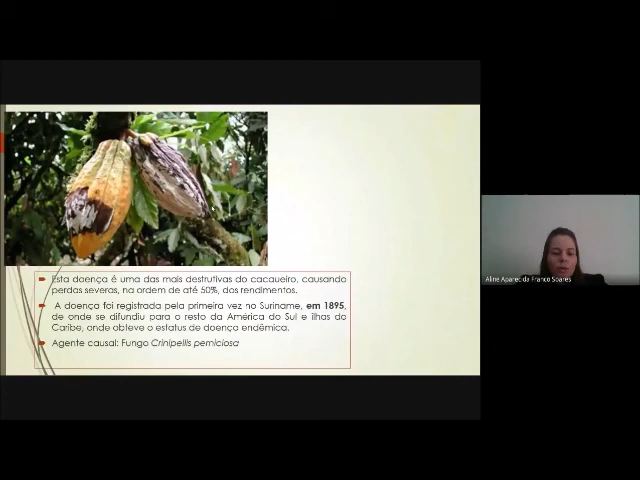 Esta doença é uma das mais destrutivas do cacaueiro, causando
perdas severas, na ordem de até 50%, dos rendimentos.
A doença foi registrada pela primeira vez no Suriname, em 1895,
de onde se difundiu para o resto da América do Sul e ilhas do
Caribe, onde obteve o estatus de doença endêmica.
Agente causal: Fungo Crinipellis perniciosa
Aline Aparecida Franco Soares